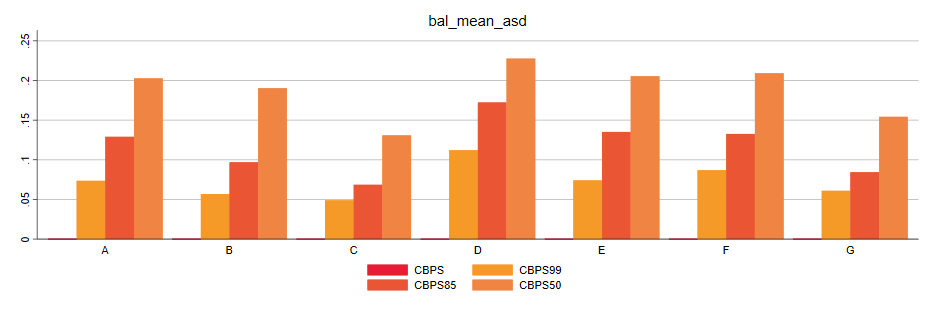 bal_mean_asd
.25
.2
.15
.1
.05
0
A B C D E F G
CBPS CBPS99
CBPS85 CBPS50